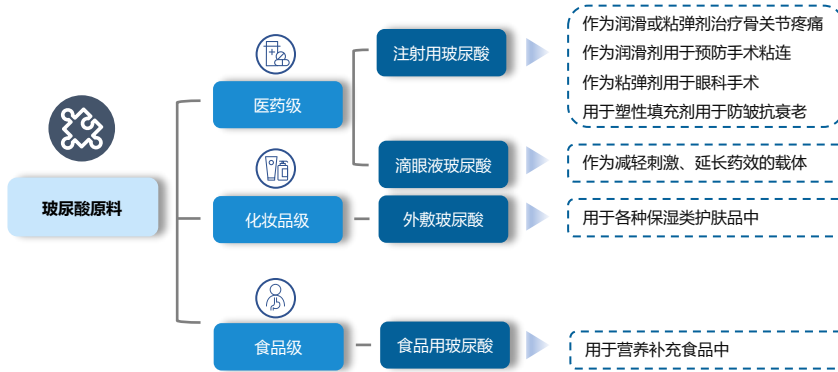 玻尿酸原料
医药级
注射用玻尿酸
作为润滑或粘弹剂治疗骨关节疼痛
作为润滑剂用于预防手术粘连
作为粘弹剂用于眼科手术
用于塑性填充剂用于防皱抗衰老
滴眼液玻尿酸
作为减轻刺激、延长药效的载体
化妆品级
外敷玻尿酸
用于各种保湿类护肤品中
食品级
食品用玻尿酸
用于营养补充食品中